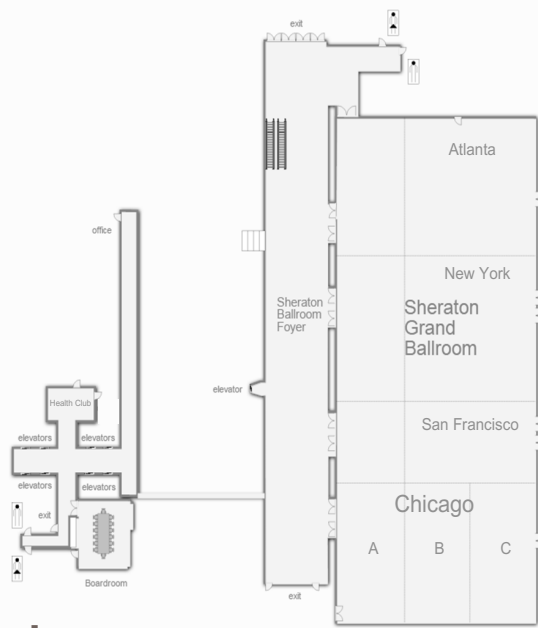 exit
Atlanta
office
New York
Sheraton
Ballroom
Foyer
Sheraton
Grand
Ballroom
elevator
Health Club
San Francisco
elevators
elevators
elevators
elevators
Chicago
exit
A
B
C
Boardroom
exit